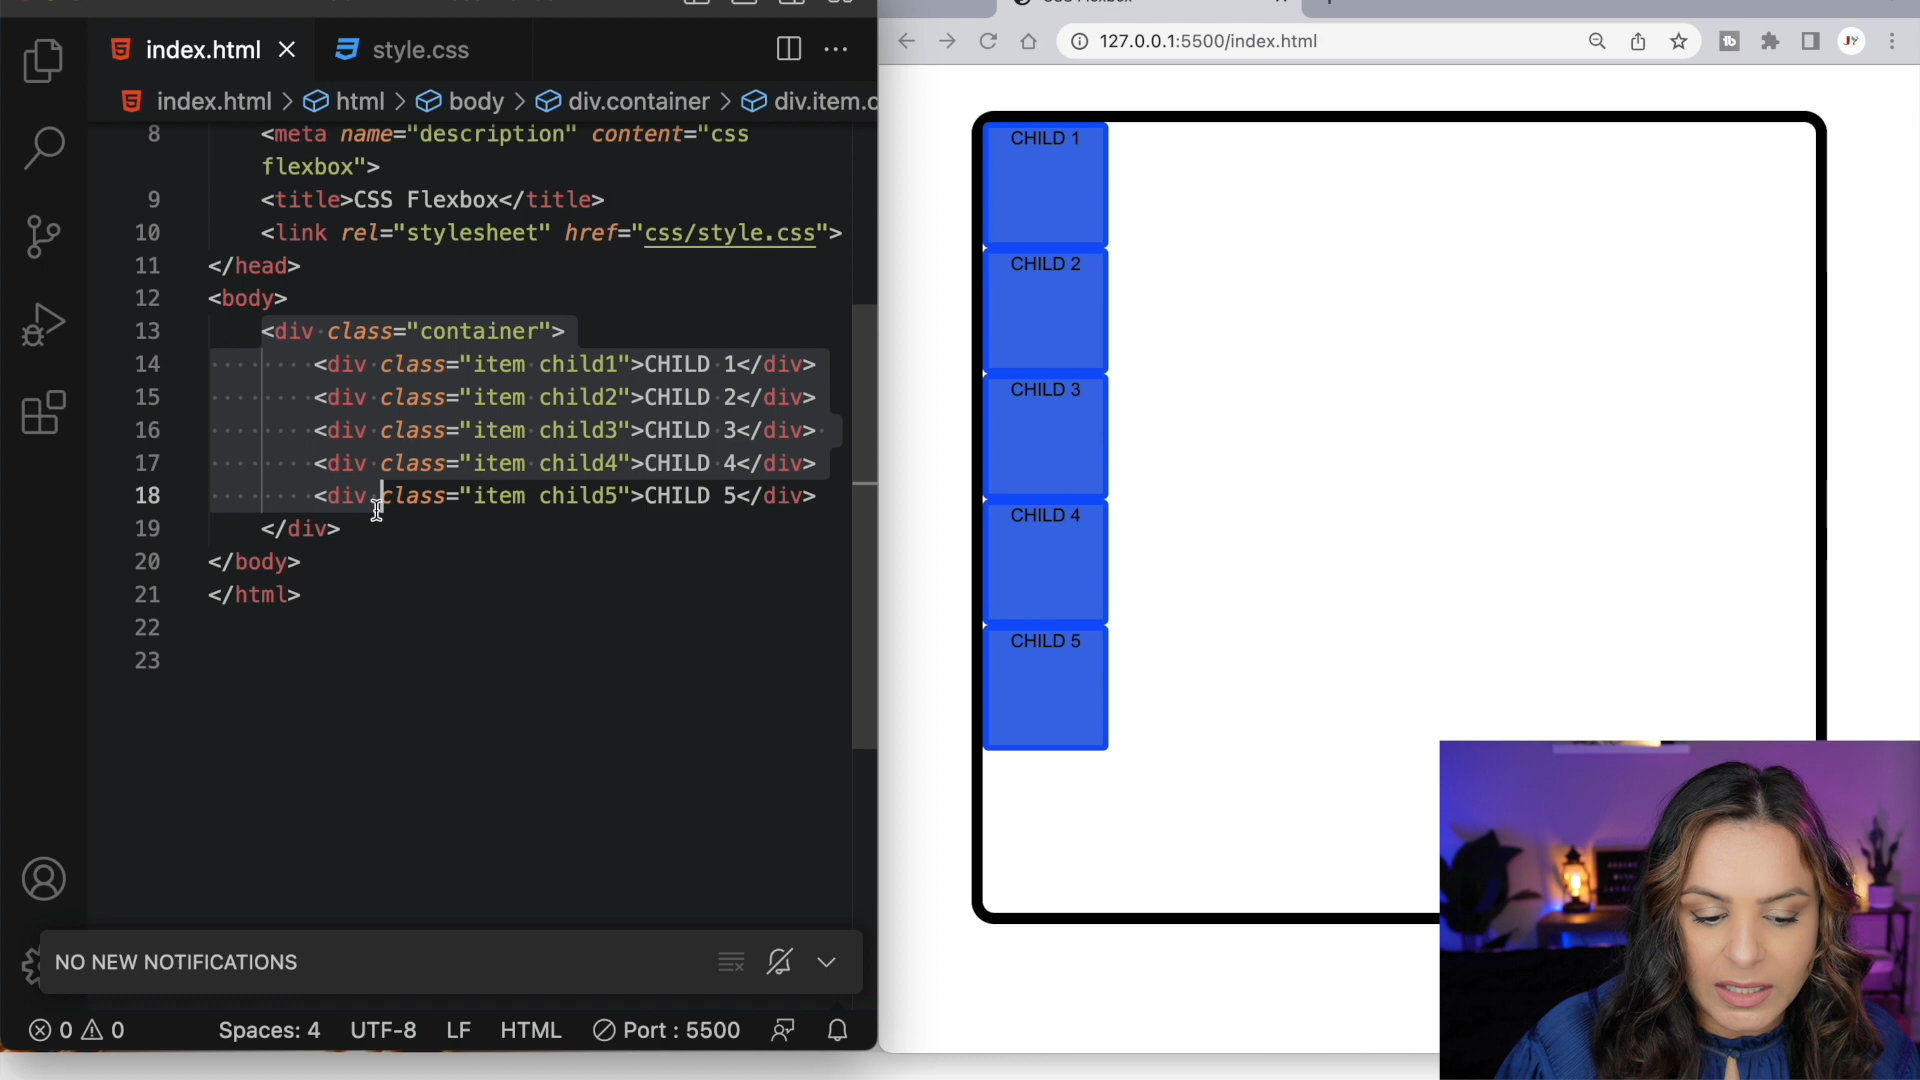 index.html
style.css
index.html > html > body > div.container > div.item.c
8 <meta name="description" content="css
flexbox">
9 <title>CSS Flexbox</title>
10 <link rel="stylesheet" href="css/style.css">
11 </head>
12 <body>
13 <div class="container">
14 <div class="item child1">CHILD 1</div>
15 <div class="item child2">CHILD 2</div>
16 <div class="item child3">CHILD 3</div>
17 <div class="item child4">CHILD 4</div>
18 <div class="item child5">CHILD 5</div>
19 </div>
20 </body>
21 </html>
22
23
NO NEW NOTIFICATIONS
0 0 Spaces: 4 UTF-8 LF HTML Port : 5500
127.0.0.1:5500/index.html
tb
JY
CHILD 1
CHILD 2
CHILD 3
CHILD 4
CHILD 5